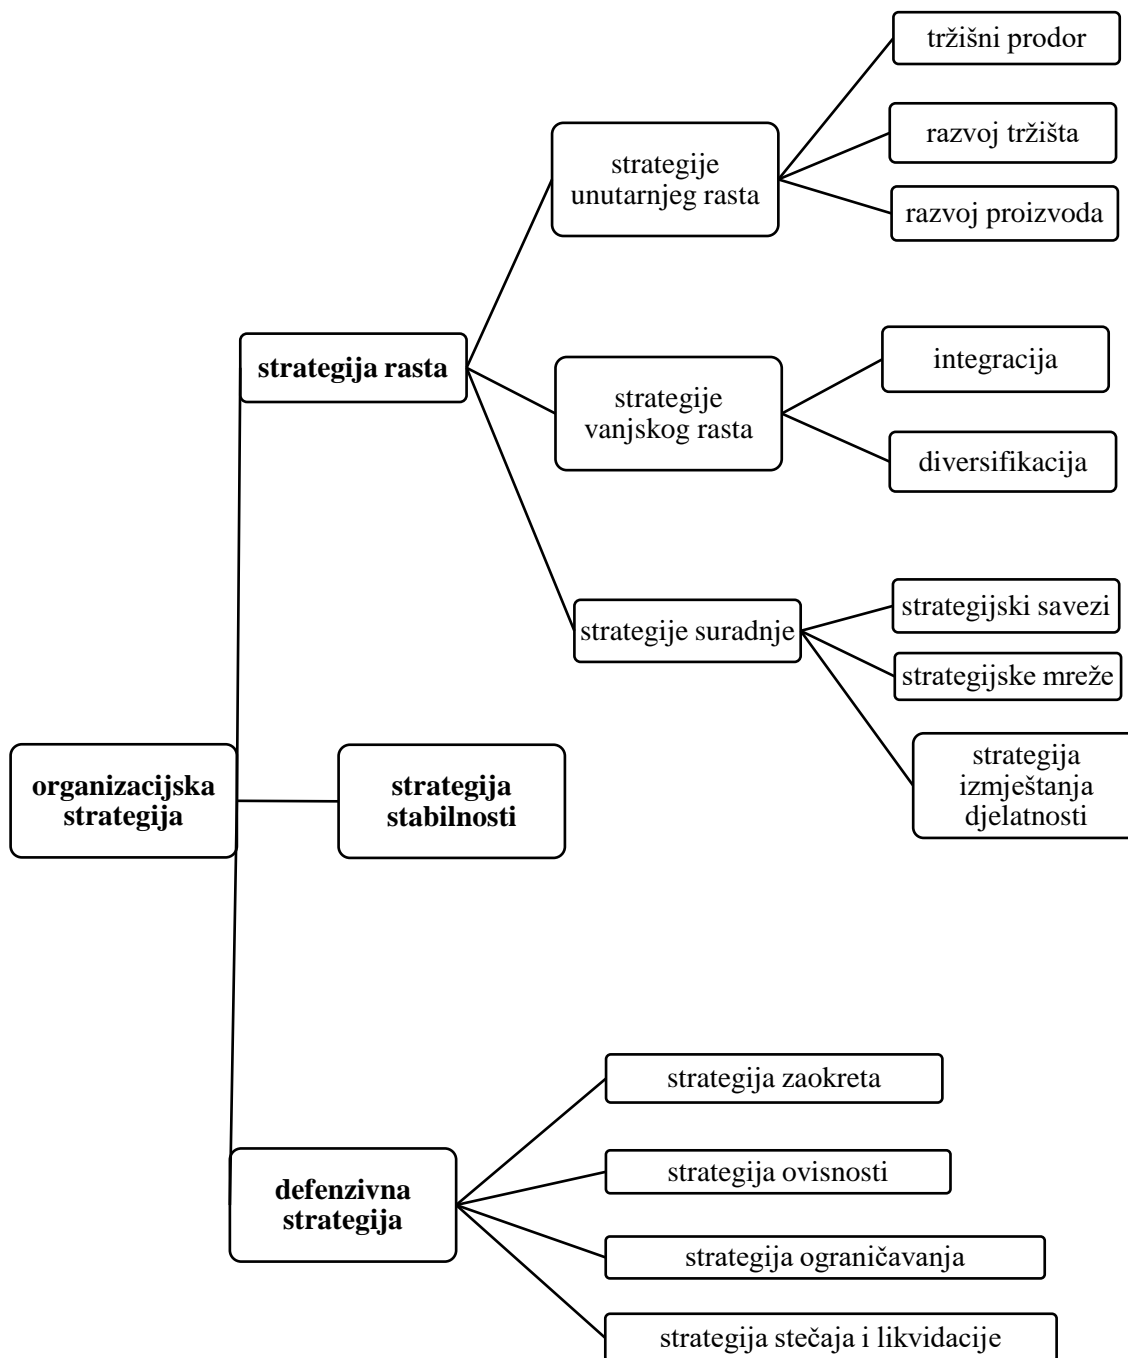 tržišni prodor
razvoj tržišta
strategije
unutarnjeg rasta
razvoj proizvoda
strategija rasta
integracija
strategije
vanjskog rasta
diversifikacija
strategijski savezi
strategije suradnje
strategijske mreže
strategija
izmještanja
djelatnosti
organizacijska
strategija
strategija
stabilnosti
strategija zaokreta
strategija ovisnosti
defenzivna
strategija
strategija ograničavanja
strategija stečaja i likvidacije